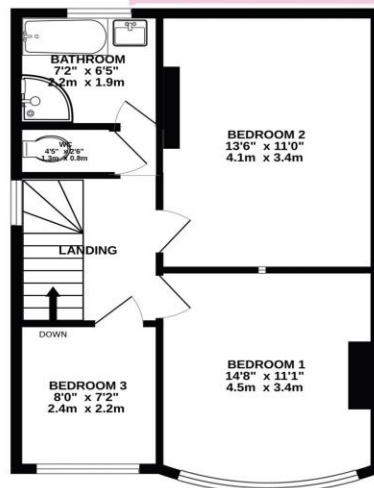 BATHROOM
7'2" x 6'5"
2.2m x 1.9m
WC
4'5" x 2'6"
1.3m x 0.8m
BEDROOM 2
13'6" x 11'0"
4.1m x 3.4m
LANDING
DOWN
BEDROOM 3
8'0" x 7'2"
2.4m x 2.2m
BEDROOM 1
14'8" x 11'1"
4.5m x 3.4m